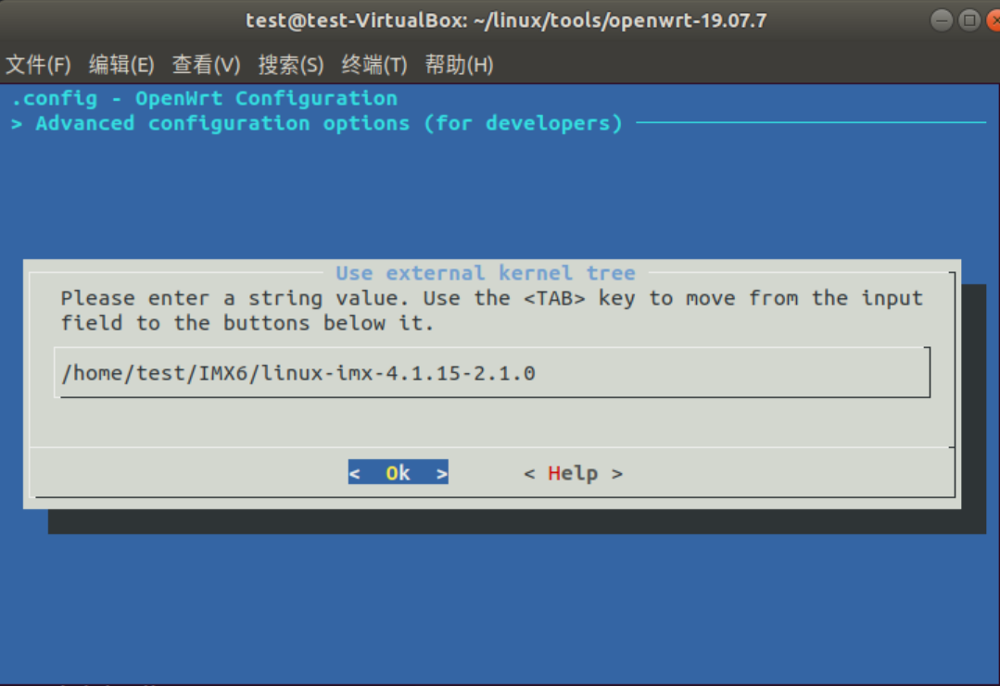 test@test-VirtualBox: ~/linux/tools/openwrt-19.07.7
文件(F) 编辑(E) 查看(V) 搜索(S) 终端(T) 帮助(H)
.config - OpenWrt Configuration
> Advanced configuration options (for developers)
Use external kernel tree
Please enter a string value. Use the <TAB> key to move from the input
field to the buttons below it.
/home/test/IMX6/linux-imx-4.1.15-2.1.0
< Ok > < Help >